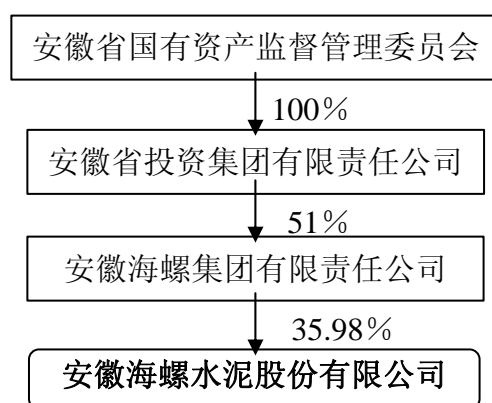 安徽省国有资产监督管理委员会
100％
安徽省投资集团有限责任公司
51％
安徽海螺集团有限责任公司
35.98％
安徽海螺水泥股份有限公司